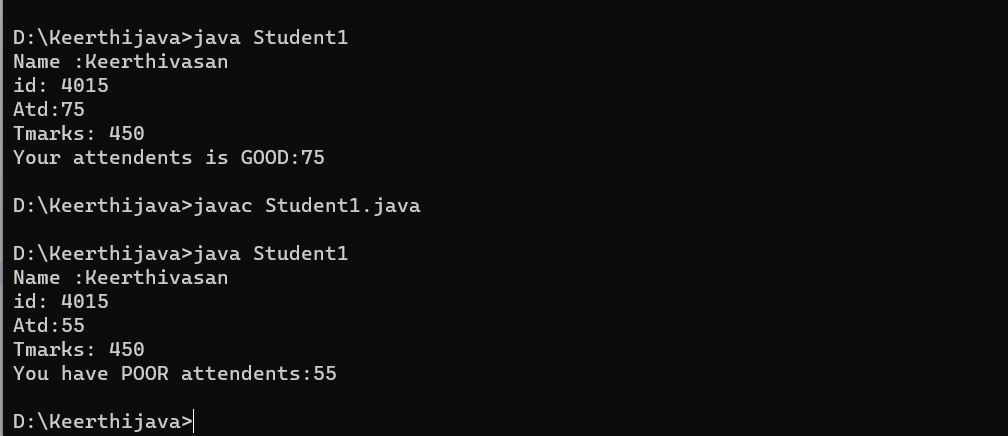 D:\Keerthijava>java Student1
Name :Keerthivasan
id: 4015
Atd:75
Tmarks: 450
Your attendents is GOOD:75
D:\Keerthijava>javac Student1.java
D:\Keerthijava>java Student1
Name :Keerthivasan
id: 4015
Atd:55
Tmarks: 450
You have POOR attendents:55
D:\Keerthijava>